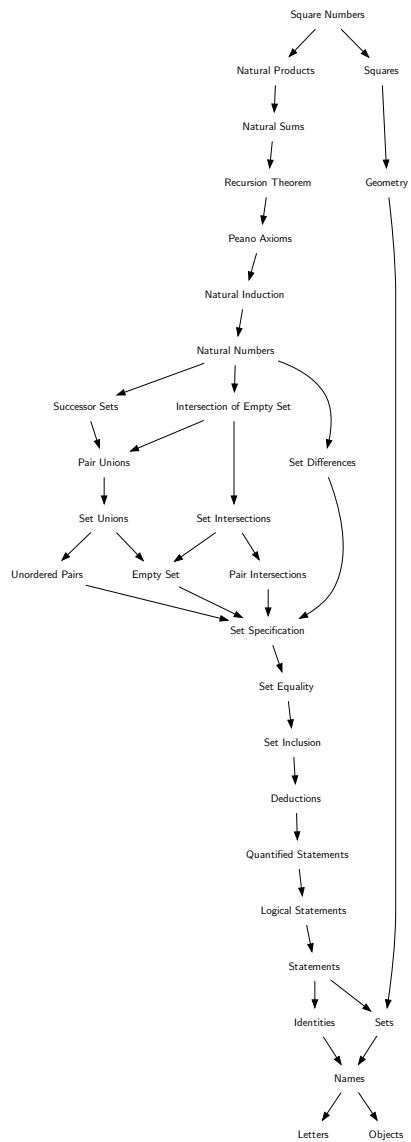 Square Numbers
Natural Products
Squares
Natural Sums
Recursion Theorem
Geometry
Peano Axioms
Natural Induction
Natural Numbers
Successor Sets
Intersection of Empty Set
Pair Unions
Set Differences
Set Unions
Set Intersections
Unordered Pairs
Empty Set
Pair Intersections
Set Specification
Set Equality
Set Inclusion
Deductions
Quantified Statements
Logical Statements
Statements
Identities
Sets
Names
Letters
Objects